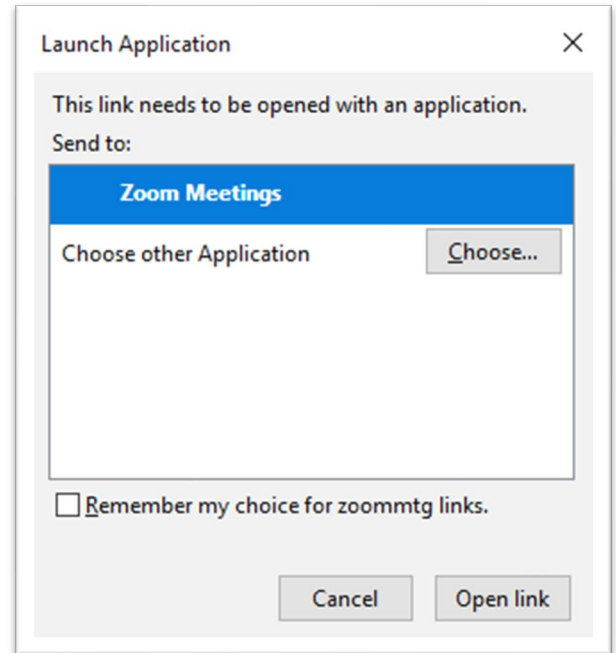 Launch Application
This link needs to be opened with an application.
Send to:
Zoom Meetings
Choose other Application
Choose...
Remember my choice for zoommtg links.
Cancel
Open link